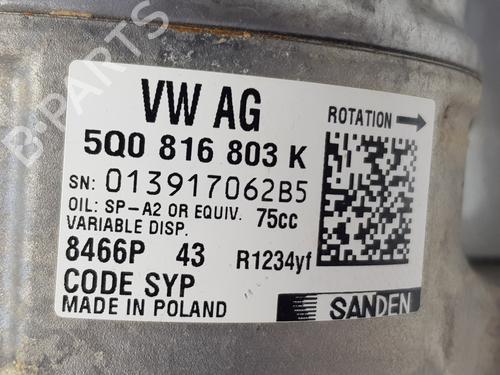 VW AG
ROTATION
5Q0 816 803 K
SN: 013917062B5
OIL: SP-A2 OR EQUIV. 75cc
VARIABLE DISP.
8466P 43 R1234yf
CODE SYP
MADE IN POLAND
SANDEN
B-PARTS